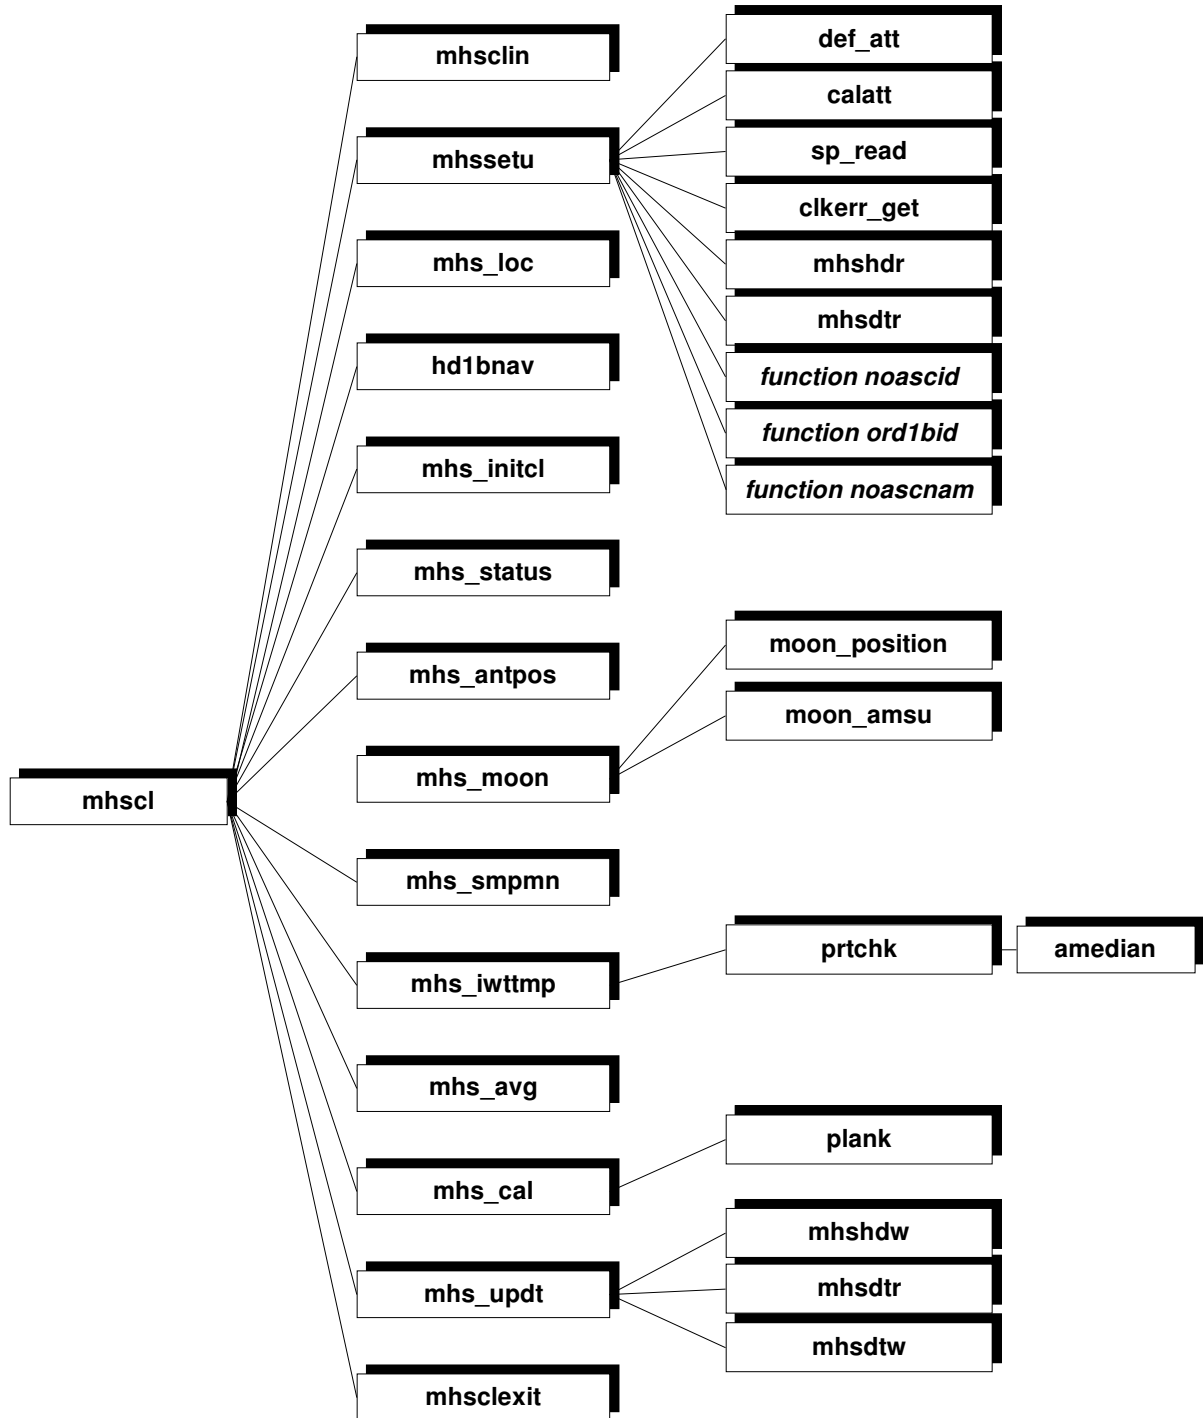 mhscl
mhsclin
mhssetu
def_att
calatt
sp_read
clkerr_get
mhshdr
mhsdtr
function noascid
function ord1bid
function noascnam
mhs_loc
hd1bnav
mhs_initcl
mhs_status
mhs_antpos
mhs_moon
moon_position
moon_amsu
mhs_smpmn
mhs_iwttmp
prtchk
amedian
mhs_avg
mhs_cal
plank
mhs_updt
mhshdw
mhsdtr
mhsdtw
mhsclexit